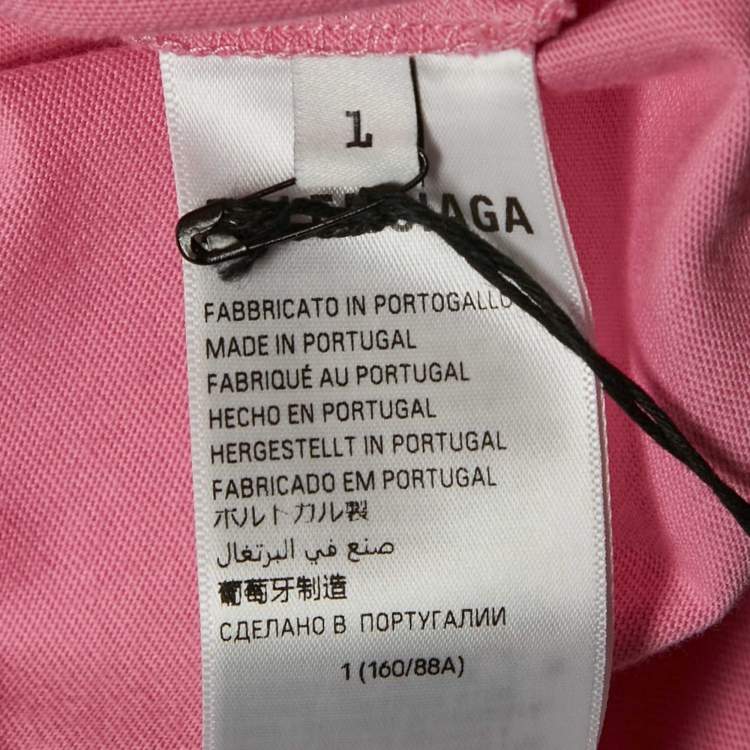 1
BALENCIAGA
FABBRICATO IN PORTOGALLO
MADE IN PORTUGAL
FABRIQUÉ AU PORTUGAL
HECHO EN PORTUGAL
HERGESTELLT IN PORTUGAL
FABRICADO EM PORTUGAL
ポルトガル製
صنع في البرتغال
葡萄牙制造
СДЕЛАНО В ПОРТУГАЛИИ
1 (160/88A)